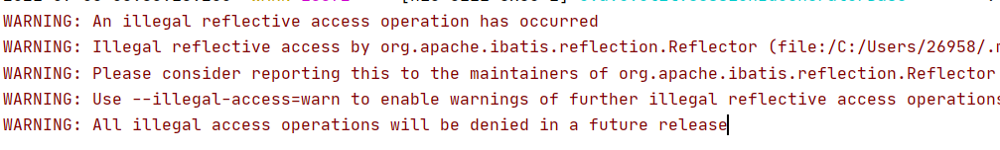 WARNING: An illegal reflective access operation has occurred
WARNING: Illegal reflective access by org.apache.ibatis.reflection.Reflector (file:/C:/Users/26958/.
WARNING: Please consider reporting this to the maintainers of org.apache.ibatis.reflection.Reflector
WARNING: Use --illegal-access=warn to enable warnings of further illegal reflective access operations
WARNING: All illegal access operations will be denied in a future release